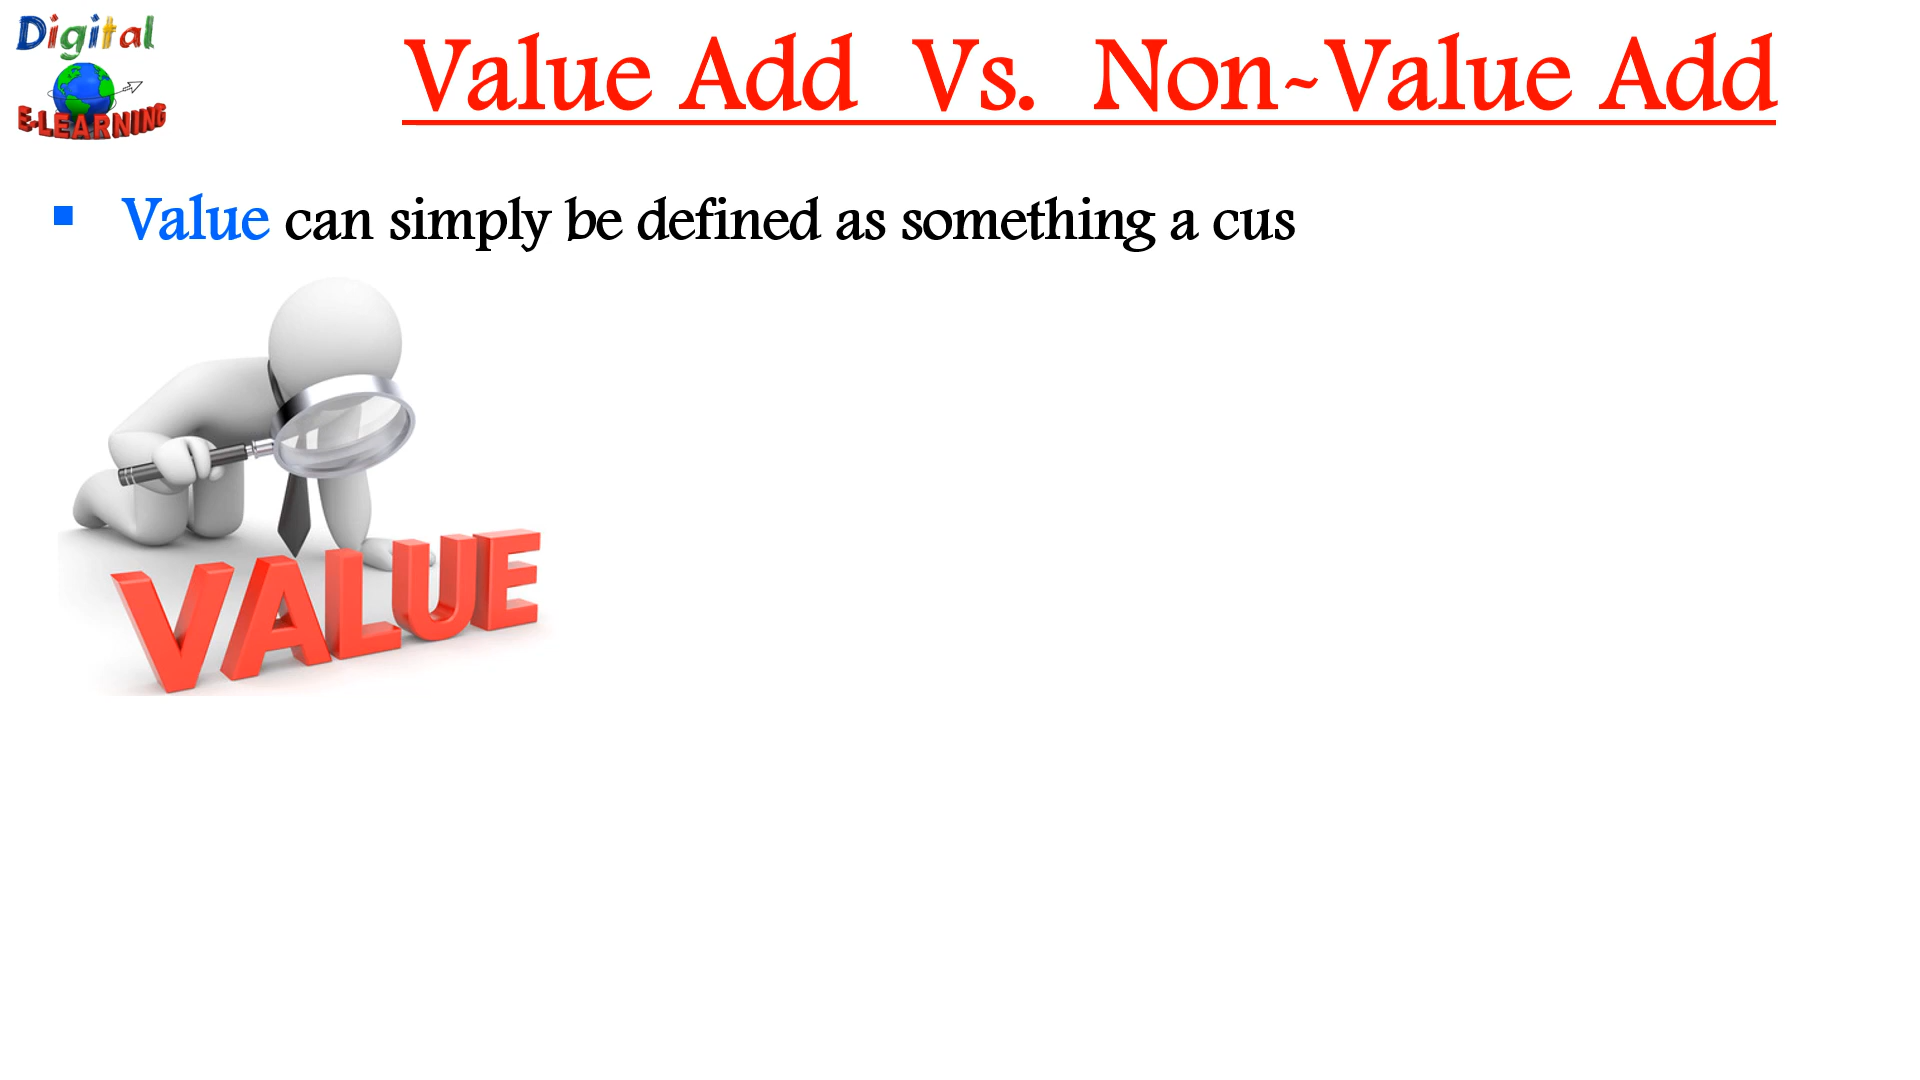 Digital
E-LEARNING
Value Add Vs. Non-Value Add
▪ Value can simply be defined as something a cus
VALUE